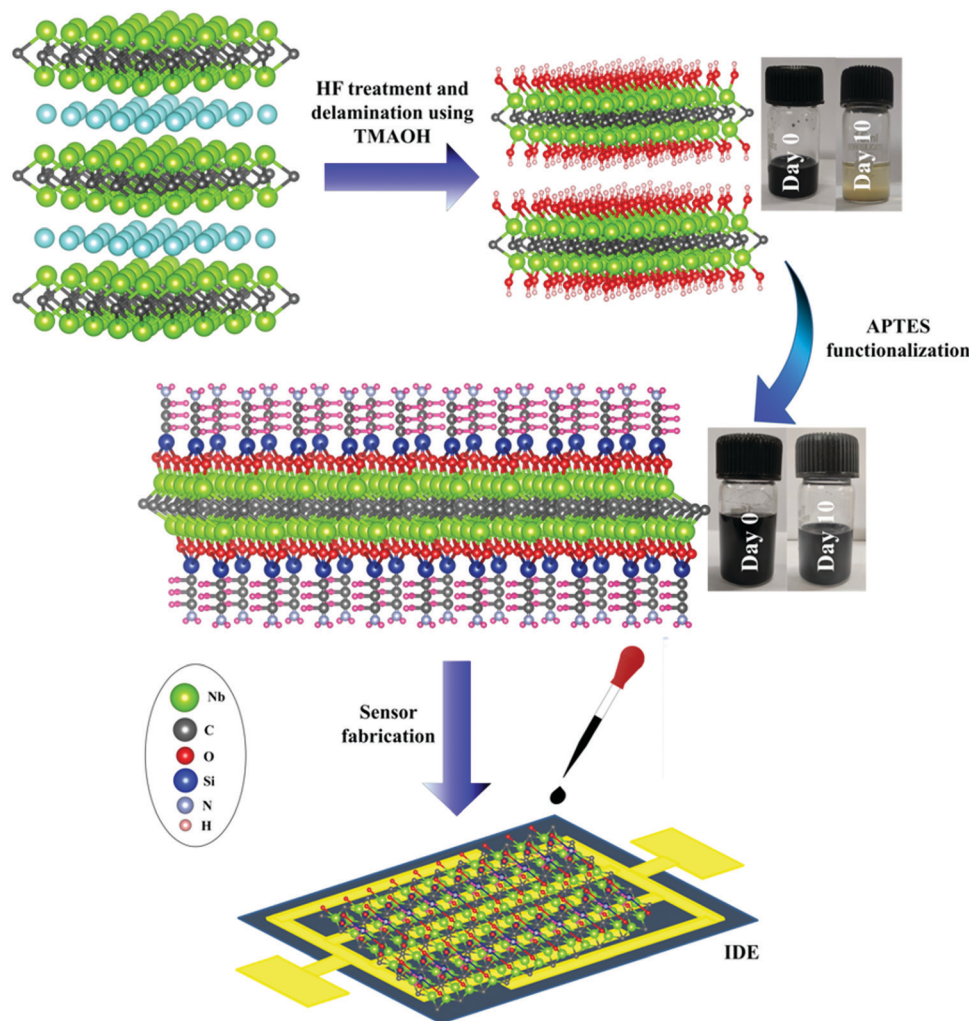 HF treatment and
delamination using
TMAOH
Day 0
Day 10
APTES
functionalization
Day 0
Day 10
Nb
C
O
Si
N
H
Sensor
fabrication
IDE